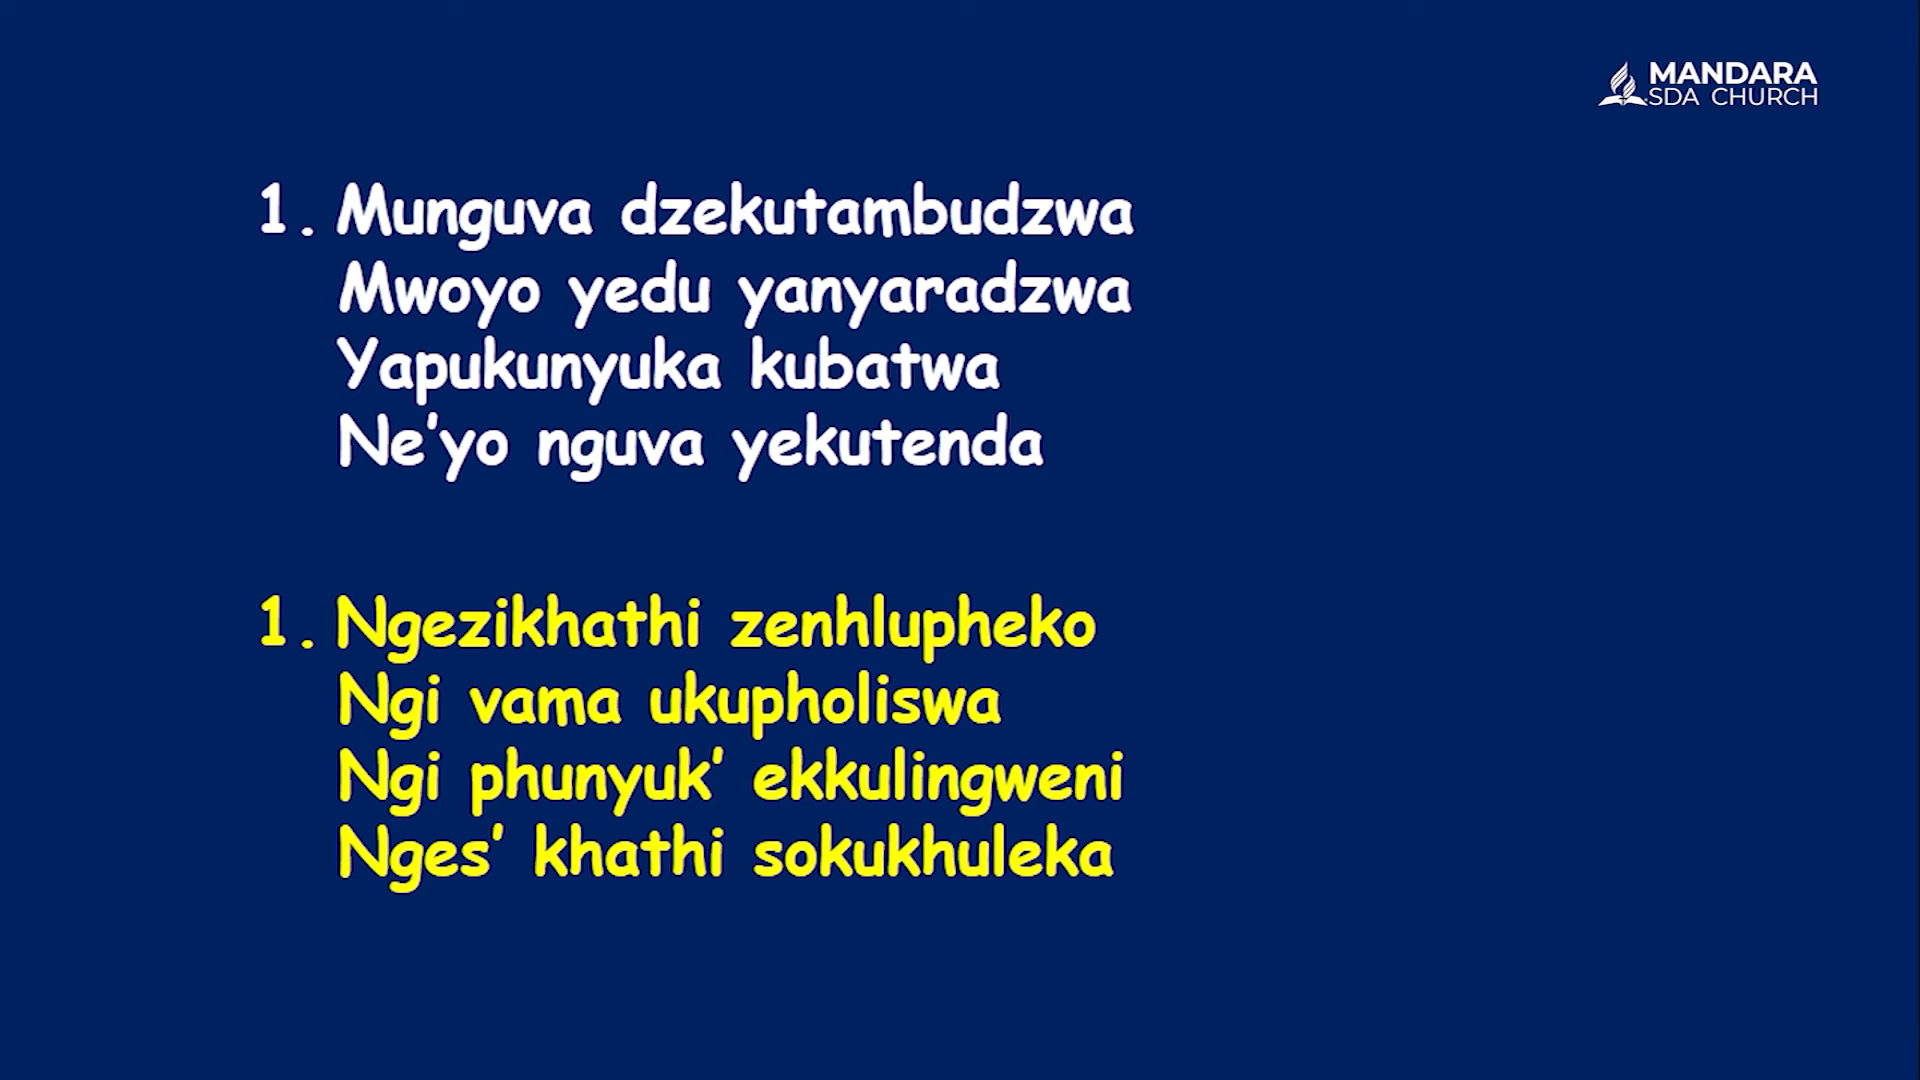 MANDARA
SDA CHURCH
1. Munguva dzekutambudzwa
Mwoyo yedu yanyaradzwa
Yapukunyuka kubatwa
Ne’yo nguva yekutenda
1. Ngezikhathi zenhlupheko
Ngi vama ukupholiswa
Ngi phunyuk’ ekkulingweni
Nges’ khathi sokukhuleka